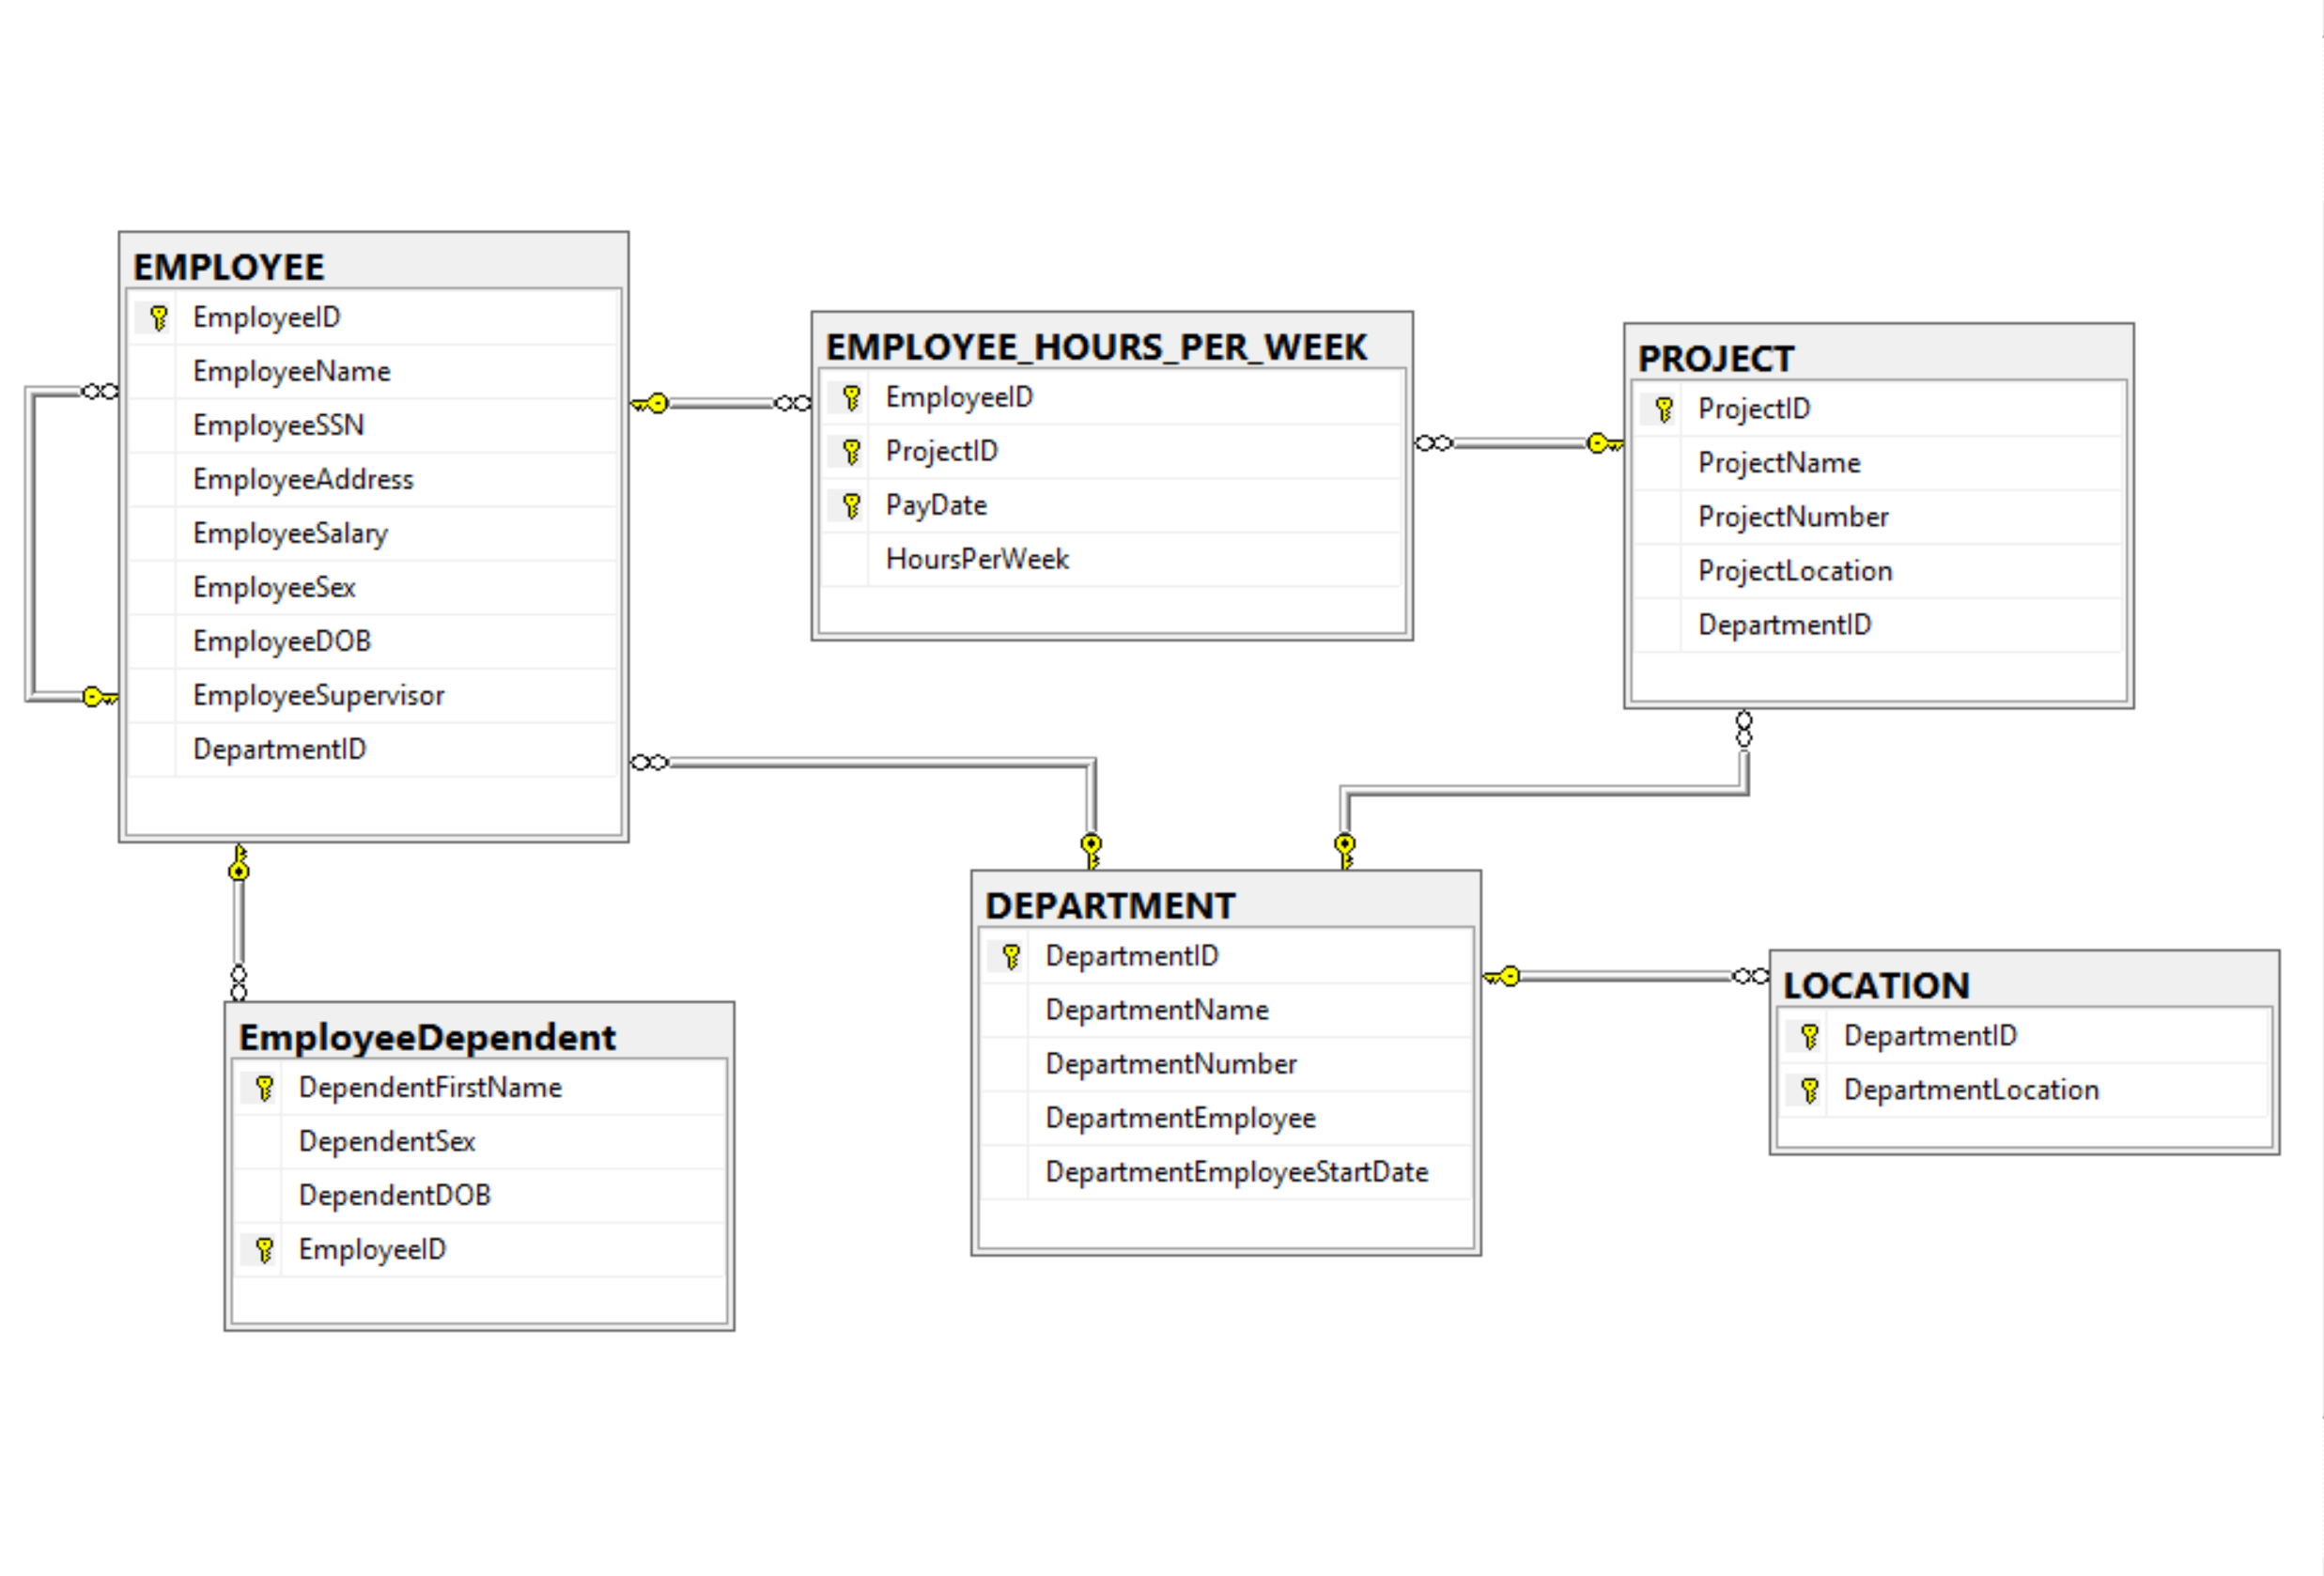 EMPLOYEE
EmployeeID
EmployeeName
EmployeeSSN
EmployeeAddress
EmployeeSalary
EmployeeSex
EmployeeDOB
EmployeeSupervisor
DepartmentID
EMPLOYEE_HOURS_PER_WEEK
EmployeeID
ProjectID
PayDate
HoursPerWeek
PROJECT
ProjectID
ProjectName
ProjectNumber
ProjectLocation
DepartmentID
EmployeeDependent
DependentFirstName
DependentSex
DependentDOB
EmployeeID
DEPARTMENT
DepartmentID
DepartmentName
DepartmentNumber
DepartmentEmployee
DepartmentEmployeeStartDate
LOCATION
DepartmentID
DepartmentLocation